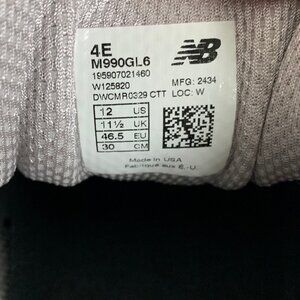 4E
NB
M990GL6
195907021460
W125820 MFG: 2434
DWCMR0329 CTT LOC: W
12 US
11½ UK
46.5 EU
30 CM
Made in USA
Fabriqué aux É.-U.